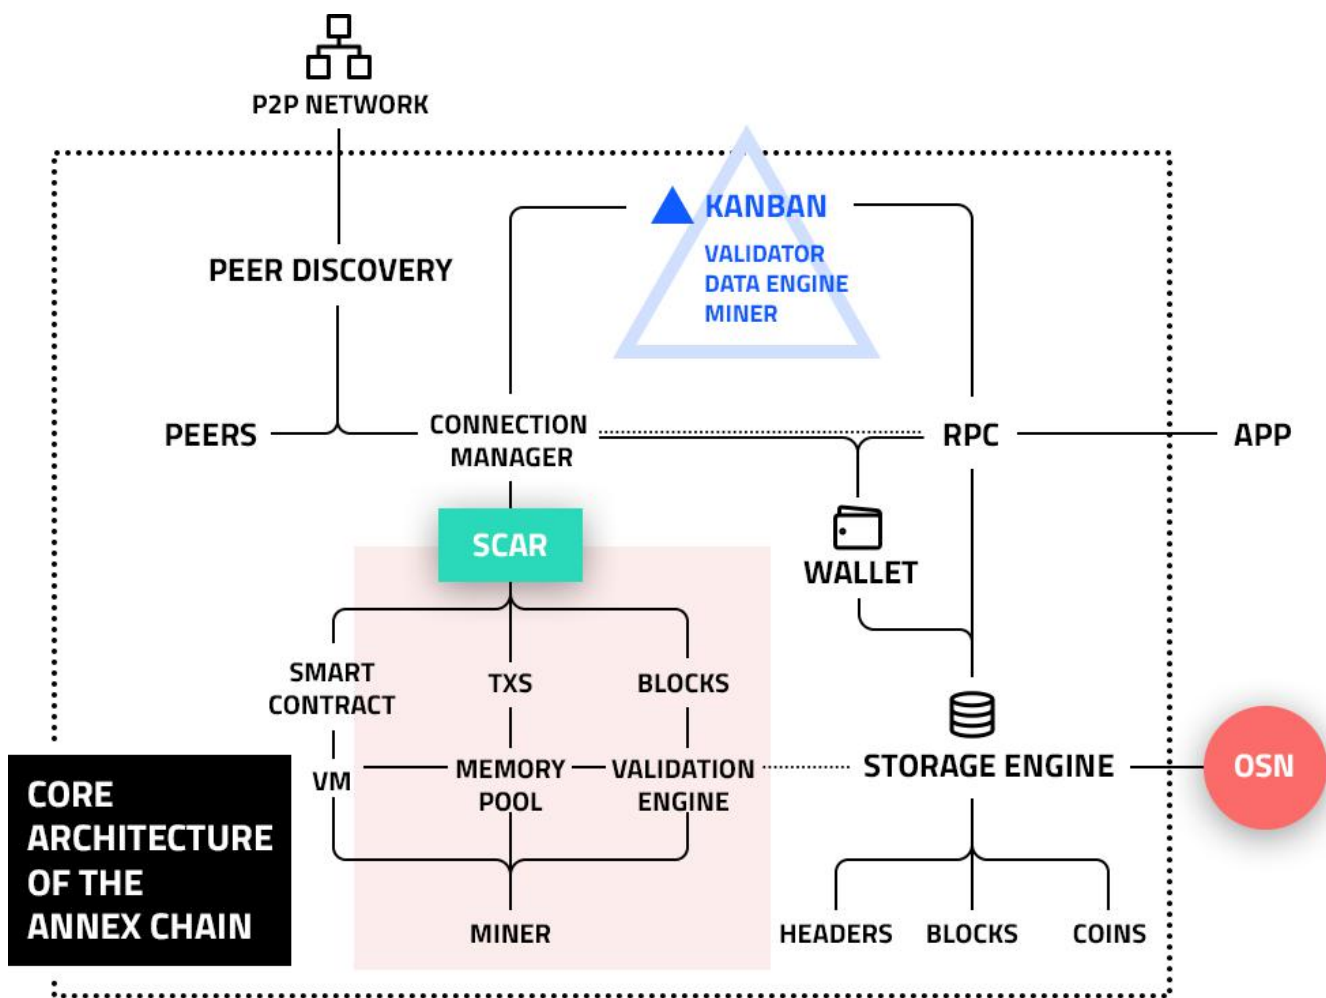 P2P NETWORK
KANBAN
VALIDATOR
DATA ENGINE
MINER
PEER DISCOVERY
PEERS
CONNECTION
MANAGER
RPC
APP
SCAR
WALLET
SMART
CONTRACT
TXS
BLOCKS
VM
MEMORY
POOL
VALIDATION
ENGINE
STORAGE ENGINE
OSN
CORE
ARCHITECTURE
OF THE
ANNEX CHAIN
MINER
HEADERS
BLOCKS
COINS